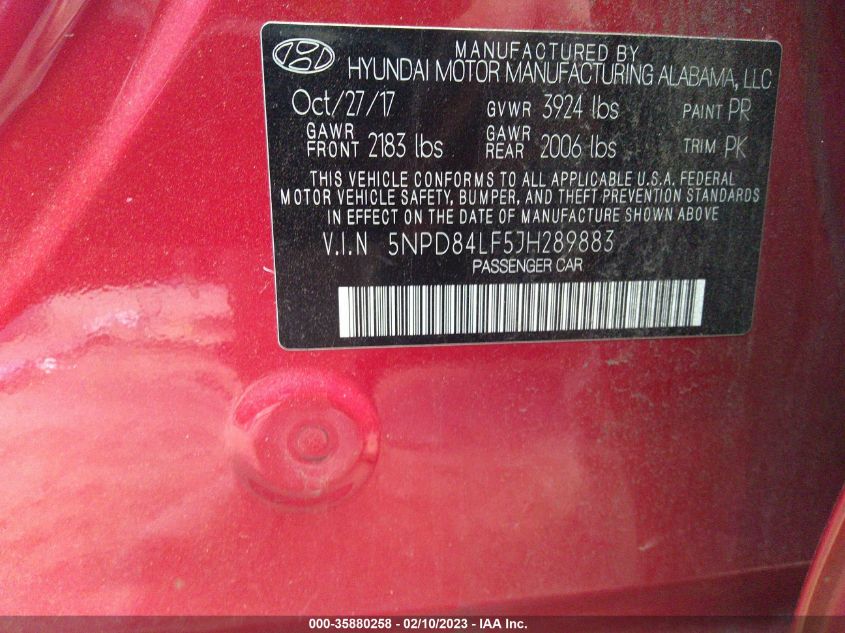 MANUFACTURED BY
HYUNDAI MOTOR MANUFACTURING ALABAMA, LLC
Oct/27/17 GVWR 3924 lbs PAINT PR
GAWR FRONT 2183 lbs GAWR REAR 2006 lbs TRIM PK
THIS VEHICLE CONFORMS TO ALL APPLICABLE U.S.A. FEDERAL
MOTOR VEHICLE SAFETY, BUMPER, AND THEFT PREVENTION STANDARDS
IN EFFECT ON THE DATE OF MANUFACTURE SHOWN ABOVE
V.I.N 5NPD84LF5JH289883
PASSENGER CAR
000-35880258 - 02/10/2023 - IAA Inc.